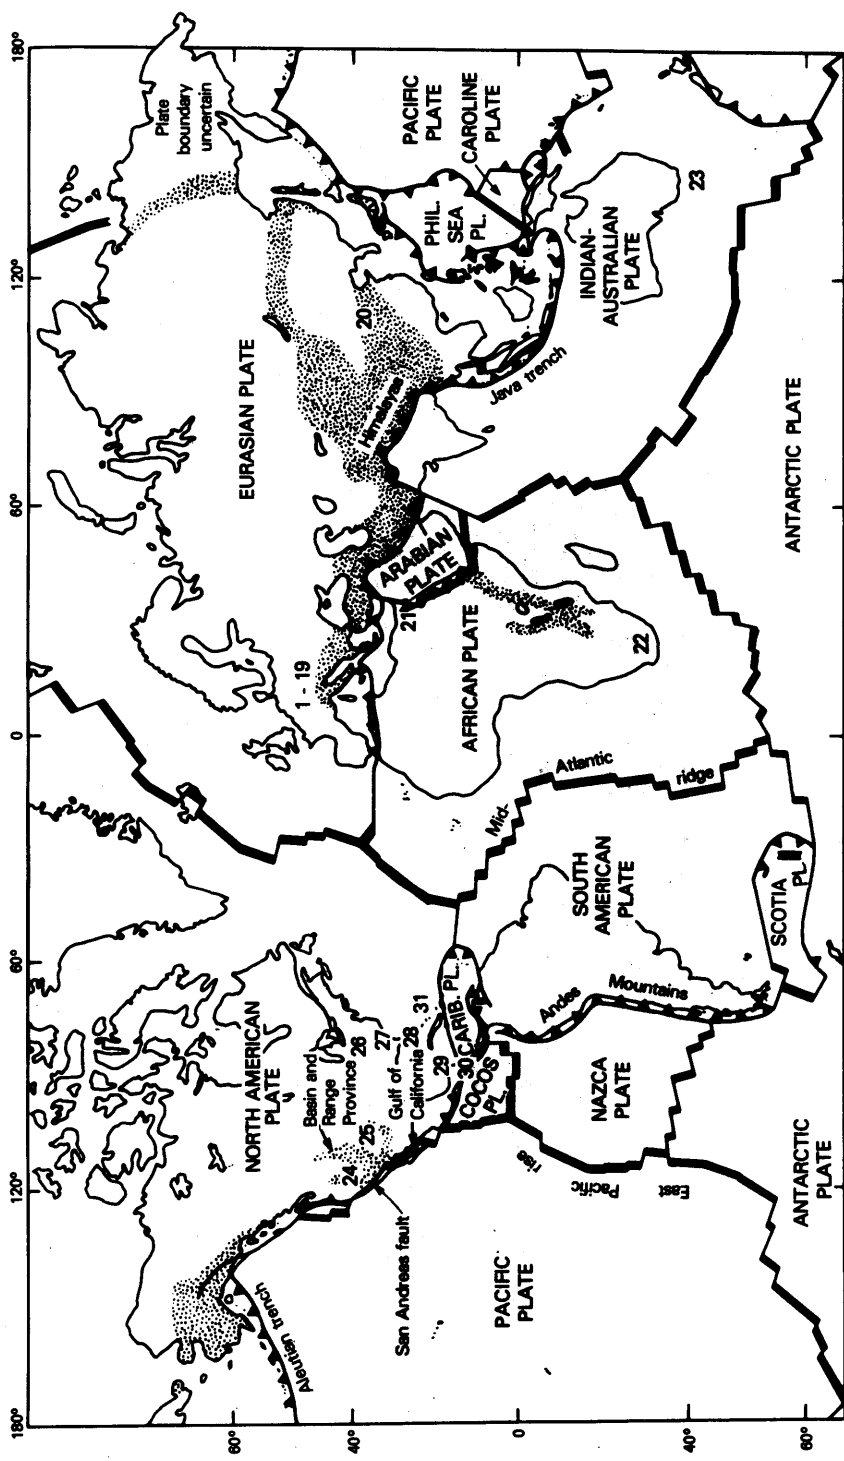 180°
120°
60°
0
60°
120°
180°
60°
40°
0
40°
60°
Plate
boundary
uncertain
PACIFIC
PLATE
CAROLINE
PLATE
PHIL.
SEA
PL.
23
INDIAN-
AUSTRALIAN
PLATE
20
EURASIAN PLATE
Himalayas
Java trench
ANTARCTIC PLATE
ARABIAN
PLATE
21
1 - 19
AFRICAN PLATE
22
Mid-
Atlantic
ridge
SOUTH
AMERICAN
PLATE
SCOTIA
PL.
Andes
Mountains
NORTH AMERICAN
PLATE
Basin and
Range
Province
26
27
Gulf of
California
28
29
31
CARIB. PL.
30
COCOS
PL.
24
25
NAZCA
PLATE
East
Pacific
rise
ANTARCTIC
PLATE
San Andreas fault
PACIFIC
PLATE
Aleutian trench